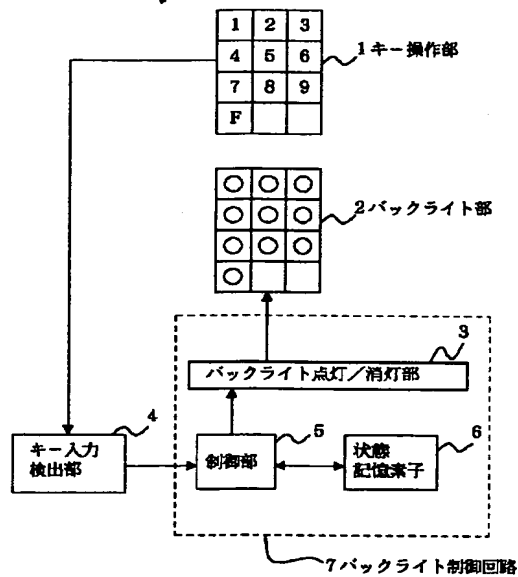 1 2 3
4 5 6
7 8 9
F
1キー操作部
2バックライト部
3
バックライト点灯／消灯部
4
キー入力
検出部
5
制御部
6
状態
記憶素子
7バックライト制御回路